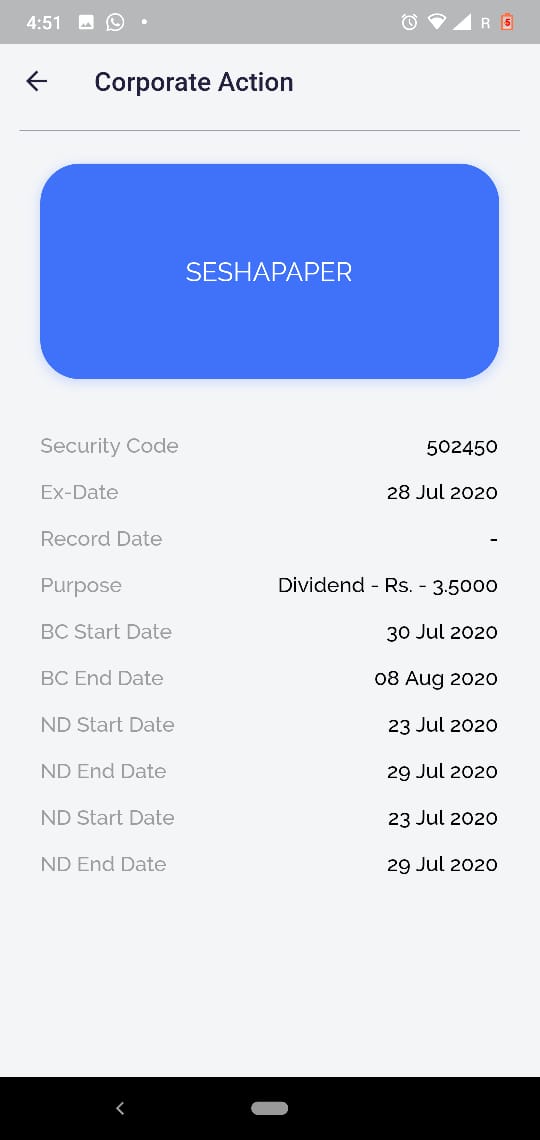 4:51
R
5
Corporate Action
SESHAPAPER
Security Code 502450
Ex-Date 28 Jul 2020
Record Date -
Purpose Dividend - Rs. - 3.5000
BC Start Date 30 Jul 2020
BC End Date 08 Aug 2020
ND Start Date 23 Jul 2020
ND End Date 29 Jul 2020
ND Start Date 23 Jul 2020
ND End Date 29 Jul 2020